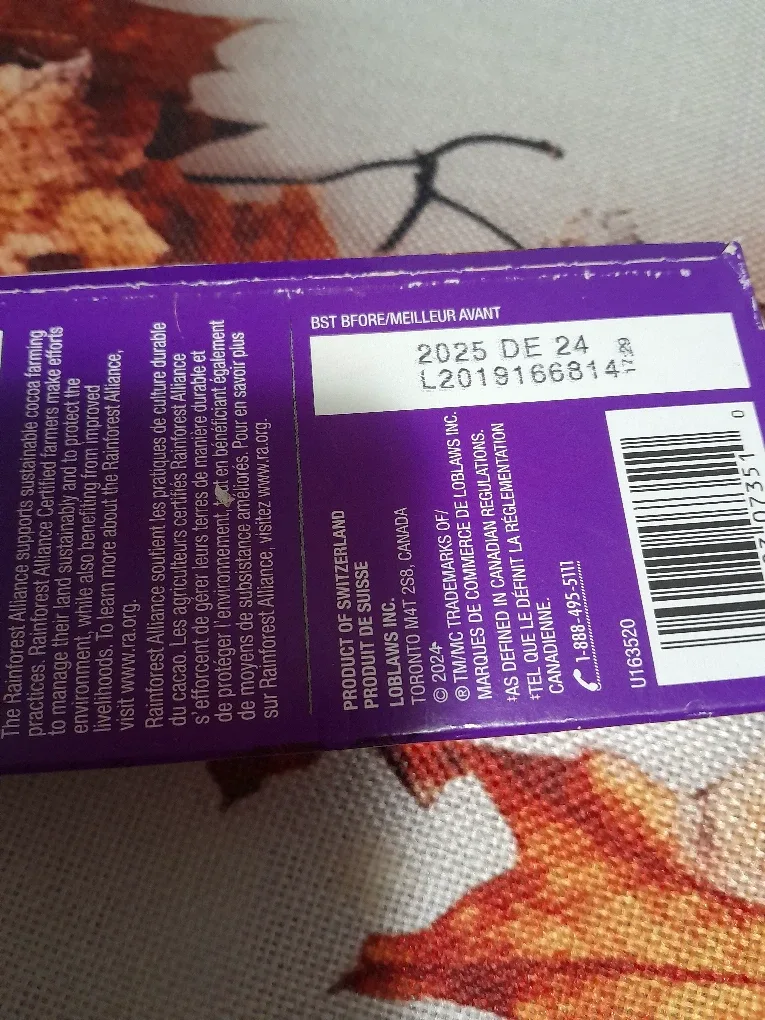 The Rainforest Alliance supports sustainable cocoa farming
practices. Rainforest Alliance Certified farmers make efforts
to manage their land sustainably and to protect the
environment, while also benefiting from improved
livelihoods. To learn more about the Rainforest Alliance,
visit www.ra.org.
Rainforest Alliance soutient les pratiques de culture durable
du cacao. Les agriculteurs certifiés Rainforest Alliance
s'efforcent de gérer leurs terres de manière durable et
de protéger l'environnement, tout en bénéficiant également
de moyens de subsistance améliorés. Pour en savoir plus
sur Rainforest Alliance, visitez www.ra.org.
BST BFORE/MEILLEUR AVANT
2025 DE 24
L2019166814
17:29
PRODUCT OF SWITZERLAND
PRODUIT DE SUISSE
LOBLAWS INC.
TORONTO M4T 2S8, CANADA
© 2024
® TM/MC TRADEMARKS OF/
MARQUES DE COMMERCE DE LOBLAWS INC.
‡AS DEFINED IN CANADIAN REGULATIONS.
‡TEL QUE LE DÉFINIT LA RÉGLEMENTATION
CANADIENNE.
1-888-495-5111
U163520
07351
0